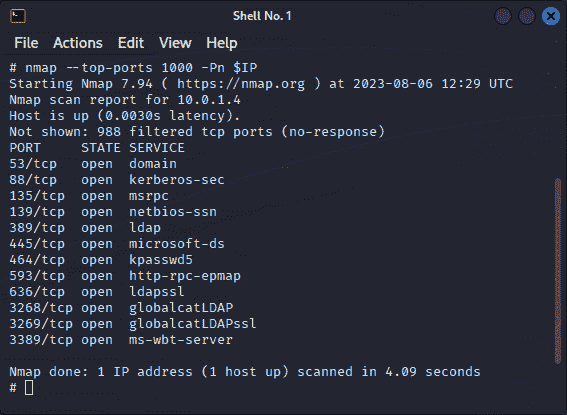 Shell No. 1
File Actions Edit View Help
# nmap --top-ports 1000 -Pn $IP
Starting Nmap 7.94 ( https://nmap.org ) at 2023-08-06 12:29 UTC
Nmap scan report for 10.0.1.4
Host is up (0.0030s latency).
Not shown: 988 filtered tcp ports (no-response)
PORT     STATE SERVICE
53/tcp   open  domain
88/tcp   open  kerberos-sec
135/tcp  open  msrpc
139/tcp  open  netbios-ssn
389/tcp  open  ldap
445/tcp  open  microsoft-ds
464/tcp  open  kpasswd5
593/tcp  open  http-rpc-epmap
636/tcp  open  ldapssl
3268/tcp open  globalcatLDAP
3269/tcp open  globalcatLDAPssl
3389/tcp open  ms-wbt-server
Nmap done: 1 IP address (1 host up) scanned in 4.09 seconds
#